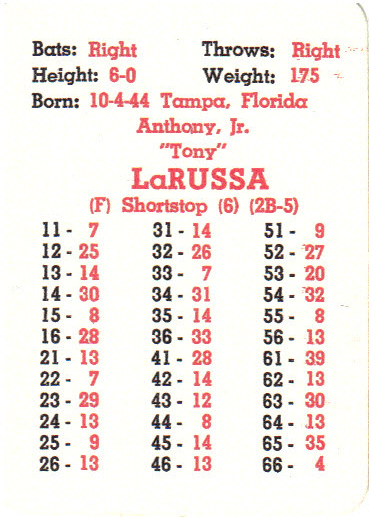 Bats: Right Throws: Right
Height: 6-0 Weight: 175
Born: 10-4-44 Tampa, Florida
Anthony, Jr.
"Tony"
LaRUSSA
(F) Shortstop (6) (2B-5)
11 - 7 31 - 14 51 - 9
12 - 25 32 - 26 52 - 27
13 - 14 33 - 7 53 - 20
14 - 30 34 - 31 54 - 32
15 - 8 35 - 14 55 - 8
16 - 28 36 - 33 56 - 13
21 - 13 41 - 28 61 - 39
22 - 7 42 - 14 62 - 13
23 - 29 43 - 12 63 - 30
24 - 13 44 - 8 64 - 13
25 - 9 45 - 14 65 - 35
26 - 13 46 - 13 66 - 4